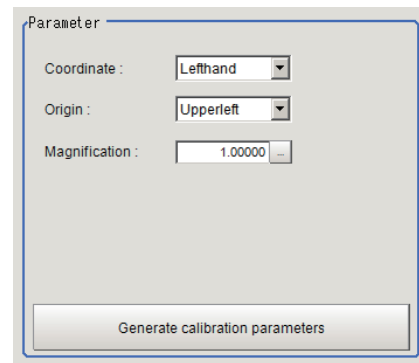 Parameter
Coordinate : Lefthand
Origin : Upperleft
Magnification : 1.00000 ...
Generate calibration parameters